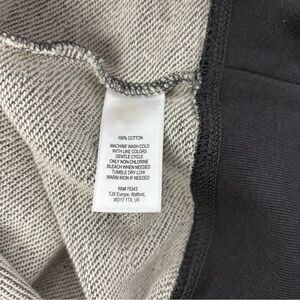 100% COTTON
MACHINE WASH COLD
WITH LIKE COLORS
GENTLE CYCLE
ONLY NON-CHLORINE
BLEACH WHEN NEEDED
TUMBLE DRY LOW
WARM IRON IF NEEDED
RN# 75343
TJX Europe, Watford,
WD17 1TX, UK